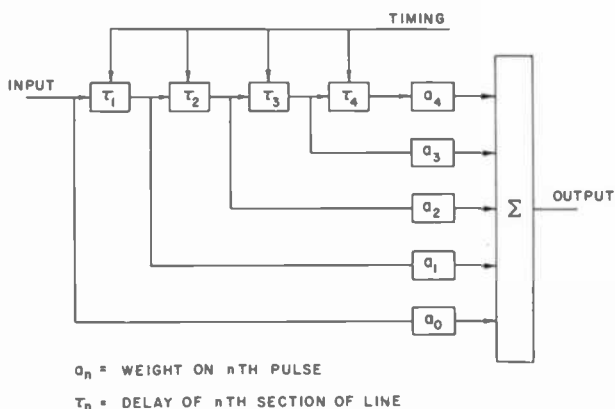 TIMING
INPUT
τ1 τ2 τ3 τ4 a4
a3
a2
Σ
OUTPUT
a1
a0
an = WEIGHT ON nTH PULSE
τn = DELAY OF nTH SECTION OF LINE